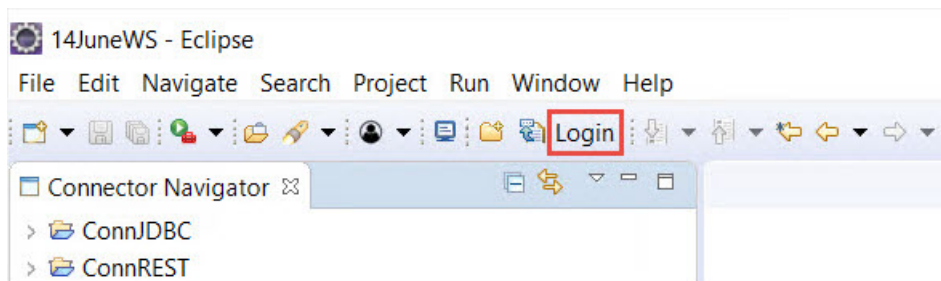 14JuneWS - Eclipse
File Edit Navigate Search Project Run Window Help
Login
Connector Navigator
ConnJDBC
ConnREST